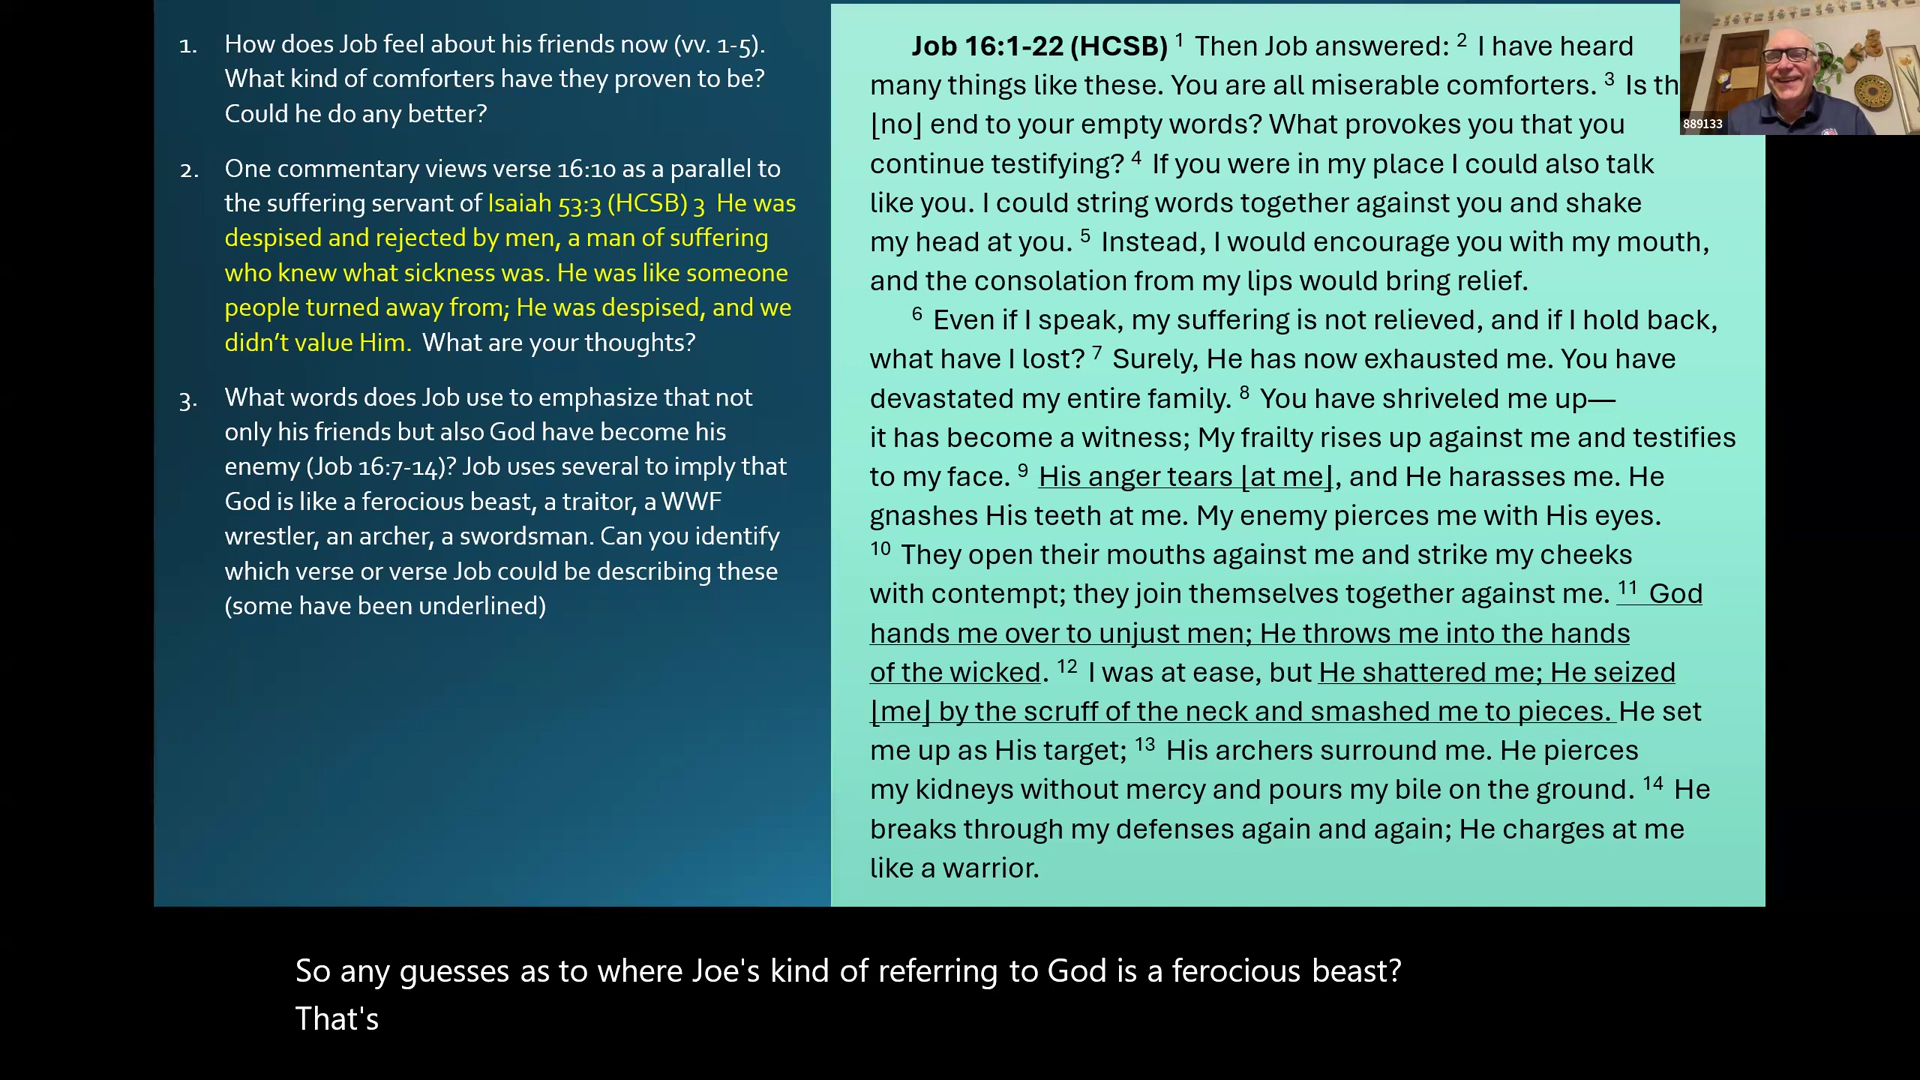 1. How does Job feel about his friends now (vv. 1-5).
What kind of comforters have they proven to be?
Could he do any better?
2. One commentary views verse 16:10 as a parallel to
the suffering servant of Isaiah 53:3 (HCSB) 3 He was
despised and rejected by men, a man of suffering
who knew what sickness was. He was like someone
people turned away from; He was despised, and we
didn’t value Him. What are your thoughts?
3. What words does Job use to emphasize that not
only his friends but also God have become his
enemy (Job 16:7-14)? Job uses several to imply that
God is like a ferocious beast, a traitor, a WWF
wrestler, an archer, a swordsman. Can you identify
which verse or verse Job could be describing these
(some have been underlined)
Job 16:1-22 (HCSB) 1 Then Job answered: 2 I have heard
many things like these. You are all miserable comforters. 3 Is th
[no] end to your empty words? What provokes you that you
continue testifying? 4 If you were in my place I could also talk
like you. I could string words together against you and shake
my head at you. 5 Instead, I would encourage you with my mouth,
and the consolation from my lips would bring relief.
6 Even if I speak, my suffering is not relieved, and if I hold back,
what have I lost? 7 Surely, He has now exhausted me. You have
devastated my entire family. 8 You have shriveled me up—
it has become a witness; My frailty rises up against me and testifies
to my face. 9 His anger tears [at me], and He harasses me. He
gnashes His teeth at me. My enemy pierces me with His eyes.
10 They open their mouths against me and strike my cheeks
with contempt; they join themselves together against me. 11 God
hands me over to unjust men; He throws me into the hands
of the wicked. 12 I was at ease, but He shattered me; He seized
[me] by the scruff of the neck and smashed me to pieces. He set
me up as His target; 13 His archers surround me. He pierces
my kidneys without mercy and pours my bile on the ground. 14 He
breaks through my defenses again and again; He charges at me
like a warrior.
889133
So any guesses as to where Joe's kind of referring to God is a ferocious beast?
That's